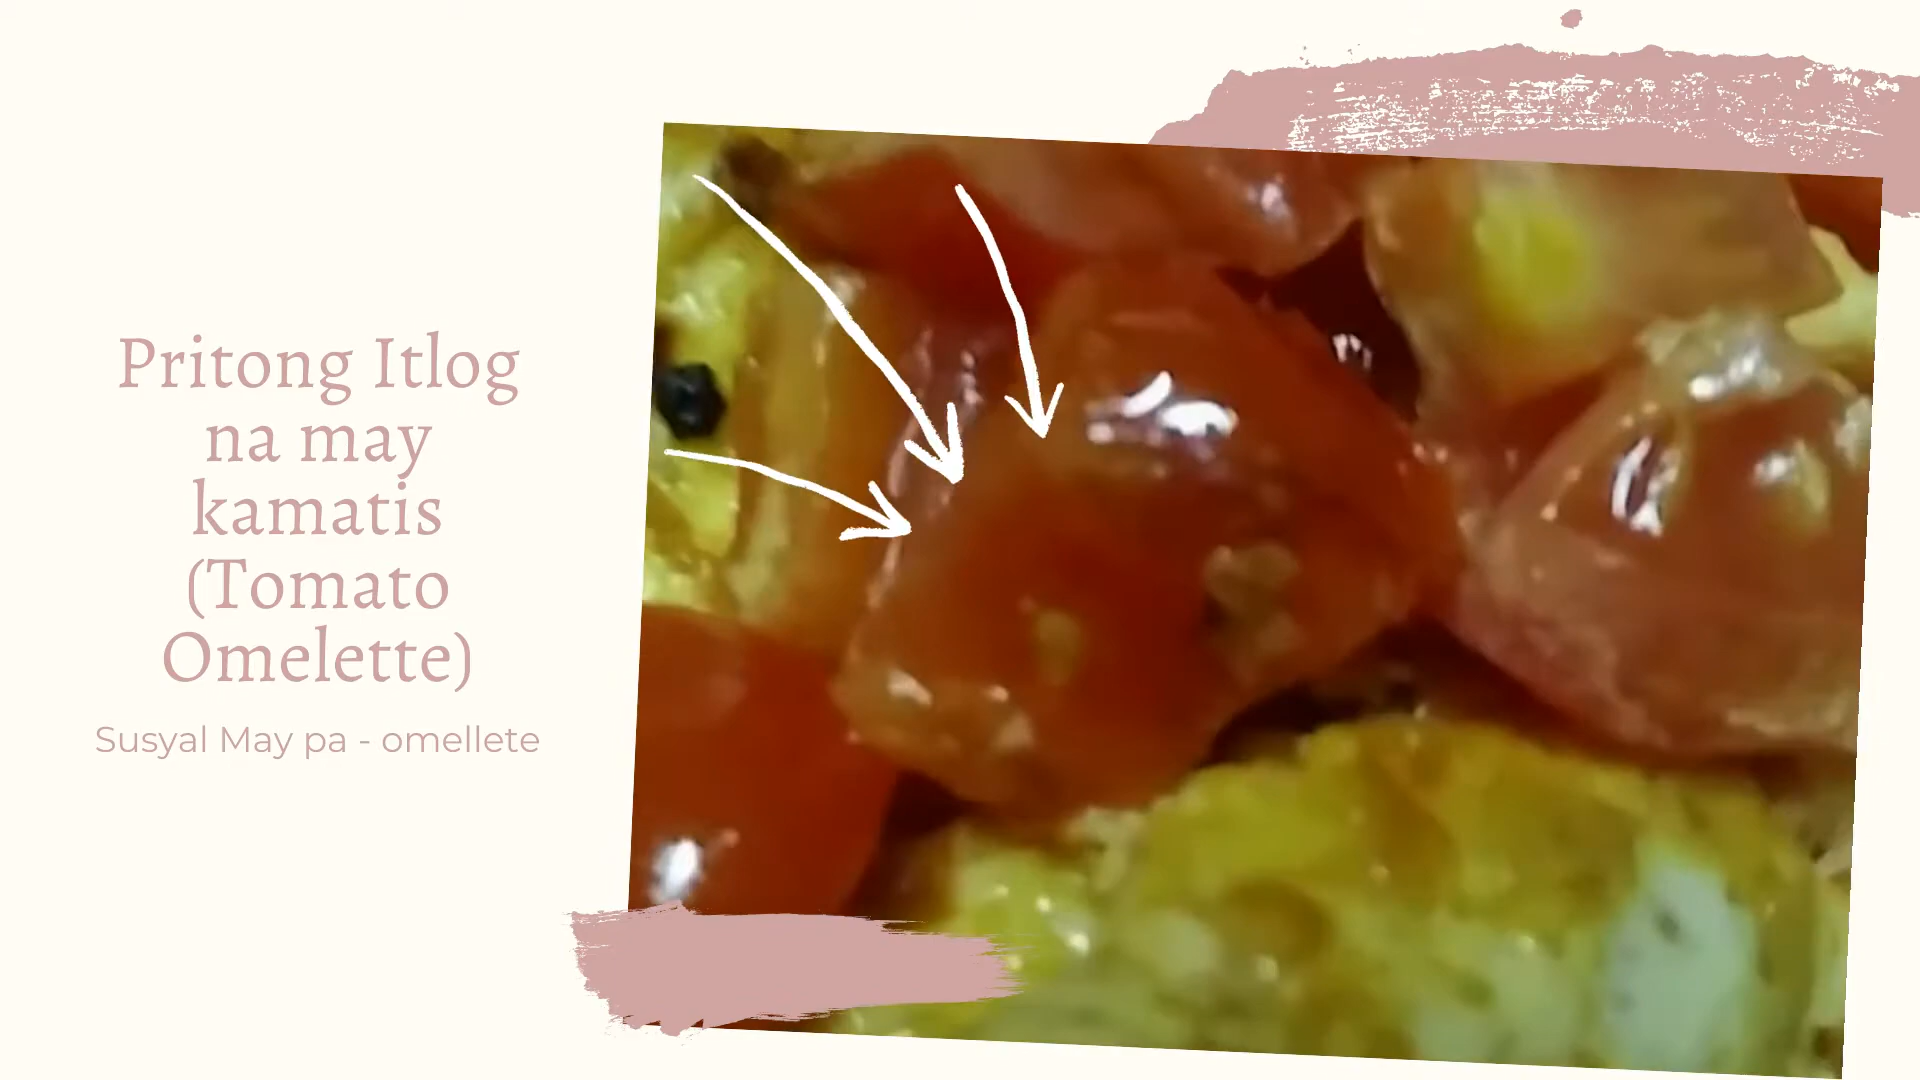 Pritong Itlog
na may
kamatis
(Tomato
Omelette)
Susyal May pa - omellete